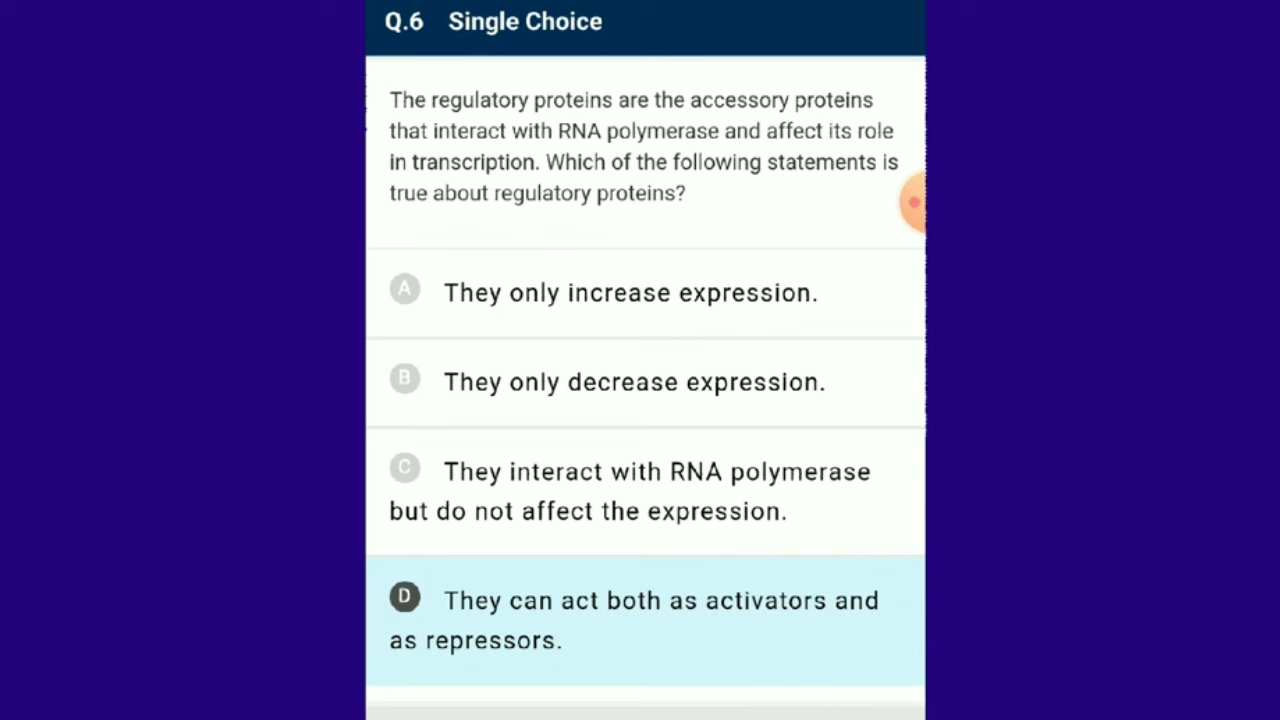 Q.6 Single Choice
The regulatory proteins are the accessory proteins
that interact with RNA polymerase and affect its role
in transcription. Which of the following statements is
true about regulatory proteins?
A They only increase expression.
B They only decrease expression.
C They interact with RNA polymerase
but do not affect the expression.
D They can act both as activators and
as repressors.